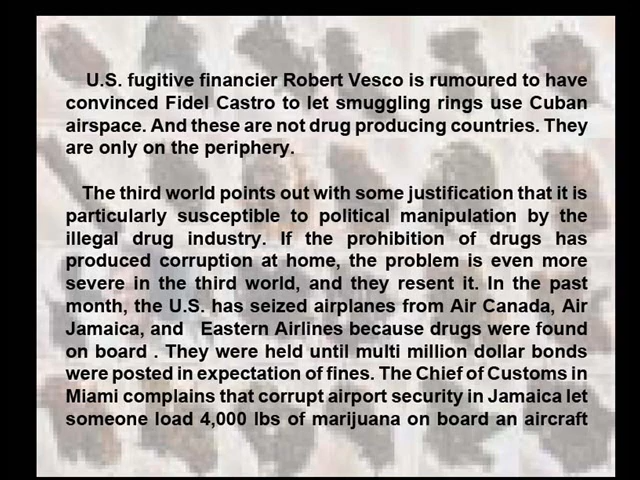 U.S. fugitive financier Robert Vesco is rumoured to have
convinced Fidel Castro to let smuggling rings use Cuban
airspace. And these are not drug producing countries. They
are only on the periphery.
The third world points out with some justification that it is
particularly susceptible to political manipulation by the
illegal drug industry. If the prohibition of drugs has
produced corruption at home, the problem is even more
severe in the third world, and they resent it. In the past
month, the U.S. has seized airplanes from Air Canada, Air
Jamaica, and Eastern Airlines because drugs were found
on board . They were held until multi million dollar bonds
were posted in expectation of fines. The Chief of Customs in
Miami complains that corrupt airport security in Jamaica let
someone load 4,000 lbs of marijuana on board an aircraft